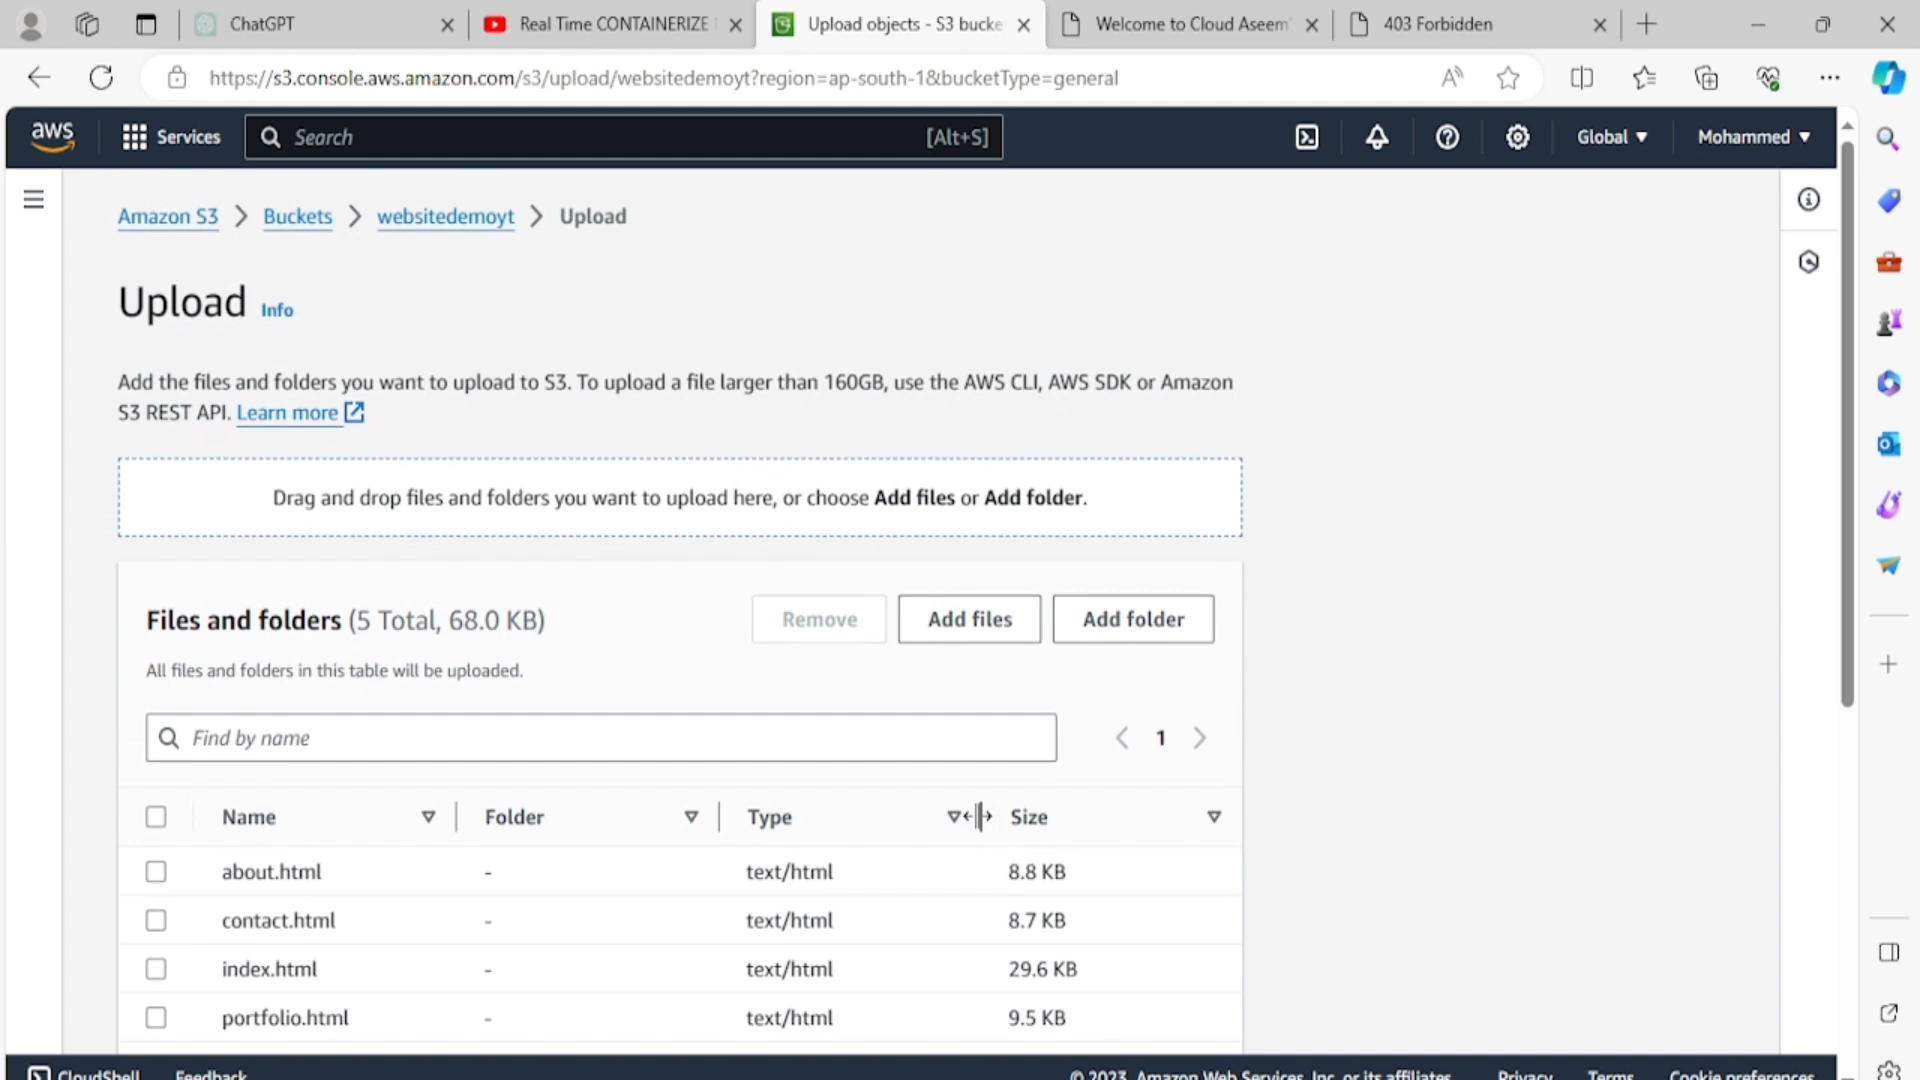 ChatGPT
Real Time CONTAINERIZE
Upload objects - S3 bucke
Welcome to Cloud Aseem'
403 Forbidden
https://s3.console.aws.amazon.com/s3/upload/websitedemoyt?region=ap-south-1&bucketType=general
aws
Services
Search
[Alt+S]
Global
Mohammed
Amazon S3 > Buckets > websitedemoyt > Upload
Upload Info
Add the files and folders you want to upload to S3. To upload a file larger than 160GB, use the AWS CLI, AWS SDK or Amazon
S3 REST API. Learn more
Drag and drop files and folders you want to upload here, or choose Add files or Add folder.
Files and folders (5 Total, 68.0 KB)
Remove
Add files
Add folder
All files and folders in this table will be uploaded.
Find by name
1
Name Folder Type Size
about.html - text/html 8.8 KB
contact.html - text/html 8.7 KB
index.html - text/html 29.6 KB
portfolio.html - text/html 9.5 KB
CloudShell Feedback © 2023, Amazon Web Services, Inc. or its affiliates. Privacy Terms Cookie preferences